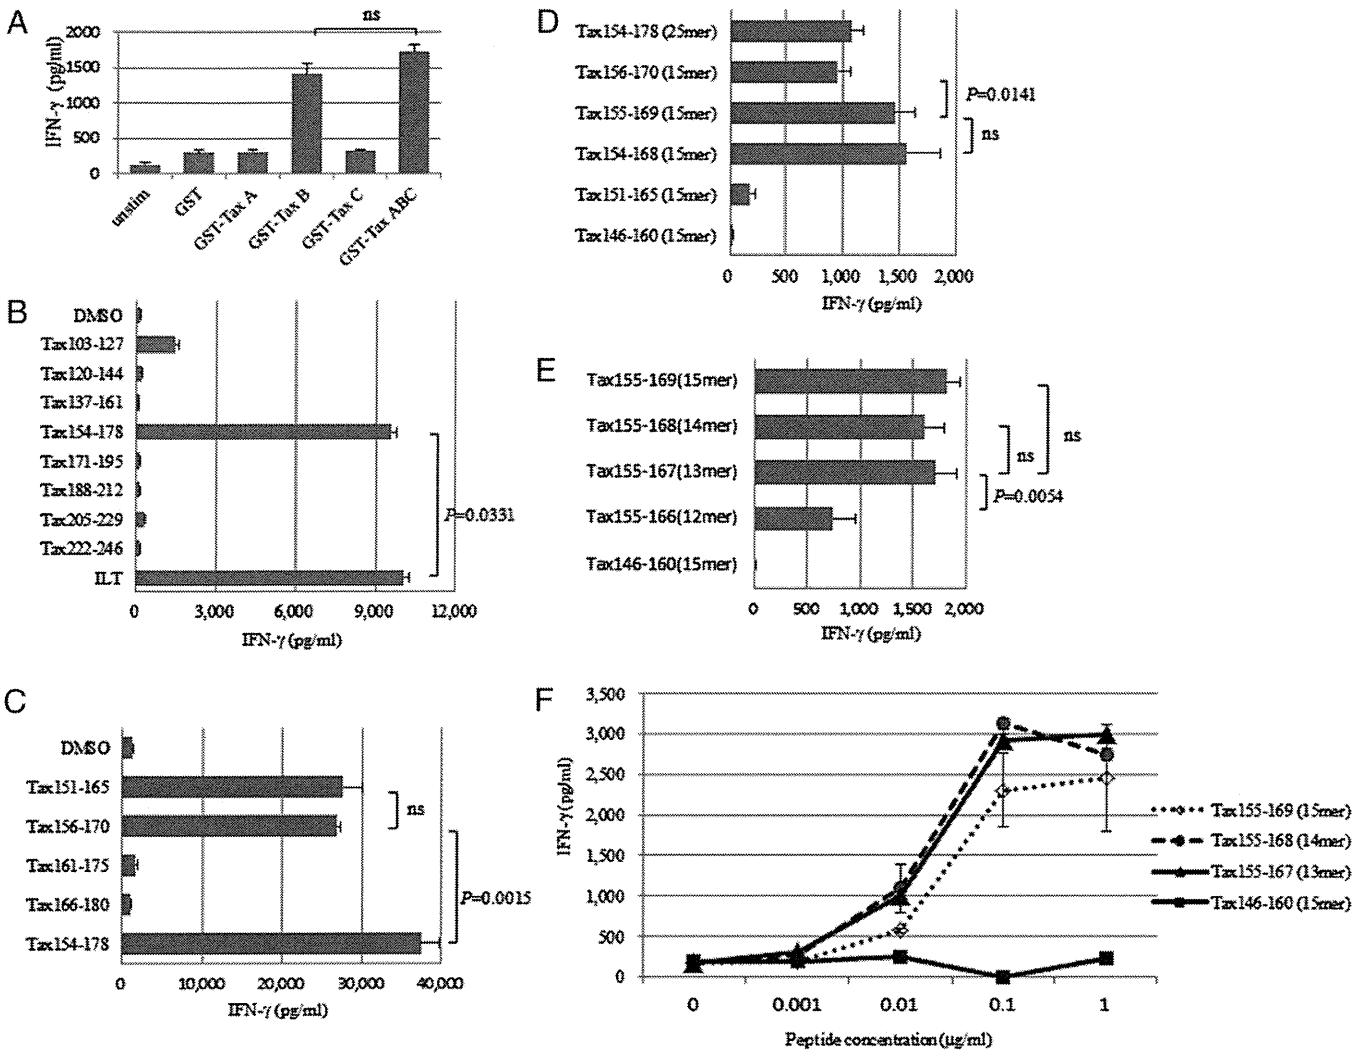 A
ns
IFN-γ (pg/ml)
2000
1500
1000
500
0
unstim
GST
GST-Tax A
GST-Tax B
GST-Tax C
GST-Tax ABC
B
DMSO
Tax103-127
Tax120-144
Tax137-161
Tax154-178
Tax171-195
Tax188-212
Tax205-229
Tax222-246
ILT
P=0.0331
0 3,000 6,000 9,000 12,000
IFN-γ (pg/ml)
C
DMSO
Tax151-165
Tax156-170
Tax161-175
Tax166-180
Tax154-178
ns
P=0.0015
0 10,000 20,000 30,000 40,000
IFN-γ (pg/ml)
D
Tax154-178 (25mer)
Tax156-170 (15mer)
Tax155-169 (15mer)
Tax154-168 (15mer)
Tax151-165 (15mer)
Tax146-160 (15mer)
P=0.0141
ns
0 500 1,000 1,500 2,000
IFN-γ (pg/ml)
E
Tax155-169(15mer)
Tax155-168(14mer)
Tax155-167(13mer)
Tax155-166(12mer)
Tax146-160(15mer)
ns
ns
P=0.0054
0 500 1,000 1,500 2,000
IFN-γ (pg/ml)
F
IFN-γ (pg/ml)
3,500
3,000
2,500
2,000
1,500
1,000
500
0
0 0.001 0.01 0.1 1
Peptide concentration (μg/ml)
Tax155-169 (15mer)
Tax155-168 (14mer)
Tax155-167 (13mer)
Tax146-160 (15mer)